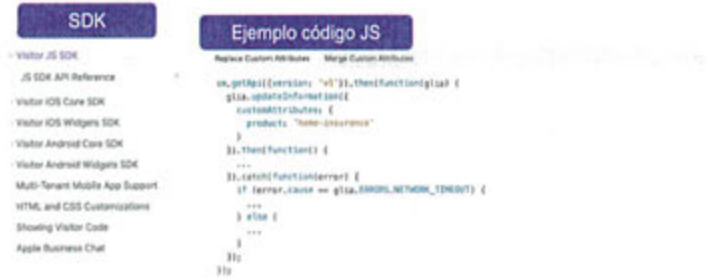 SDK
Visitor JS SDK
JS SDK API Reference
Visitor iOS Core SDK
Visitor iOS Widgets SDK
Visitor Android Core SDK
Visitor Android Widgets SDK
Multi-Tenant Mobile App Support
HTML and CSS Customizations
Showing Visitor Code
Apple Business Chat
Ejemplo código JS
Replace Custom Attributes Merge Custom Attributes
sm.getApi({version: 'v1'}).then(function(glia) {
glia.updateInformation({
customAttributes: {
product: 'home-insurance'
}
}).then(function() {
...
}).catch(function(error) {
if (error.cause == glia.ERRORS.NETWORK_TIMEOUT) {
...
} else {
...
}
});
});